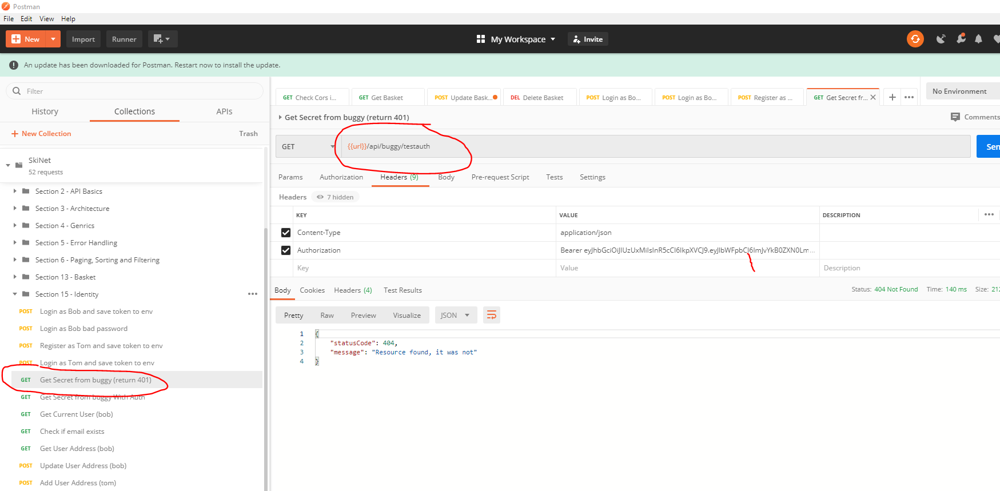 Postman
File Edit View Help
New Import Runner My Workspace Invite
An update has been downloaded for Postman. Restart now to install the update.
Filter
History Collections APIs
New Collection Trash
SkiNet
52 requests
Section 2 - API Basics
Section 3 - Architecture
Section 4 - Genrics
Section 5 - Error Handling
Section 6 - Paging, Sorting and Filtering
Section 13 - Basket
Section 15 - Identity
POST Login as Bob and save token to env
POST Login as Bob bad password
POST Register as Tom and save token to env
POST Login as Tom and save token to env
GET Get Secret from buggy (return 401)
GET Get Secret from buggy With Auth
GET Get Current User (bob)
GET Check if email exists
GET Get User Address (bob)
POST Update User Address (bob)
POST Add User Address (tom)
GET Check Cors i... GET Get Basket POST Update Bask... DEL Delete Basket POST Login as Bo... POST Login as Bo... POST Register as ... GET Get Secret fr... No Environment
Get Secret from buggy (return 401) Comments
GET {{url}}/api/buggy/testauth Sen
Params Authorization Headers (9) Body Pre-request Script Tests Settings
Headers 7 hidden
KEY VALUE DESCRIPTION
Content-Type application/json
Authorization Bearer eyJhbGciOiJIUzUxMiIsInR5cCI6IkpXVCJ9.eyJlbWFpbCI6ImJvYkB0ZXN0Lm...
Key Value Description
Body Cookies Headers (4) Test Results Status: 404 Not Found Time: 140 ms Size: 212
Pretty Raw Preview Visualize JSON
1 {
2 "statusCode": 404,
3 "message": "Resource found, it was not"
4 }